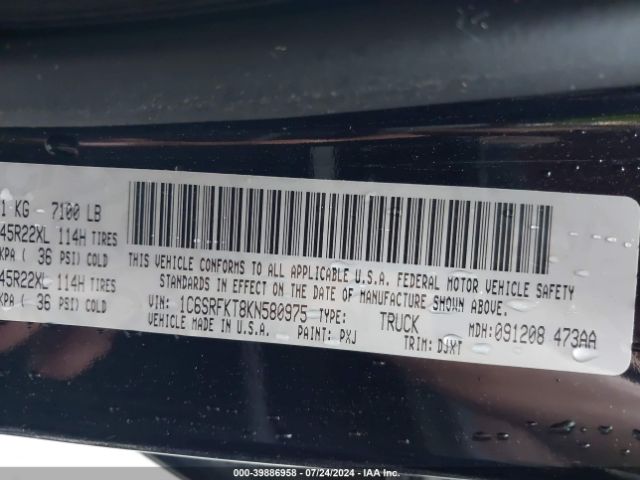 1 KG - 7100 LB
45R22XL 114H TIRES
KPA ( 36 PSI) COLD
45R22XL 114H TIRES
KPA ( 36 PSI) COLD
THIS VEHICLE CONFORMS TO ALL APPLICABLE U.S.A. FEDERAL MOTOR VEHICLE SAFETY
STANDARDS IN EFFECT ON THE DATE OF MANUFACTURE SHOWN ABOVE.
VIN: 1C6SRFKT8KN580975 TYPE: TRUCK MDH:091208 473AA
VEHICLE MADE IN U.S.A. PAINT: PXJ TRIM: DJXT
000-39886958 - 07/24/2024 - IAA Inc.